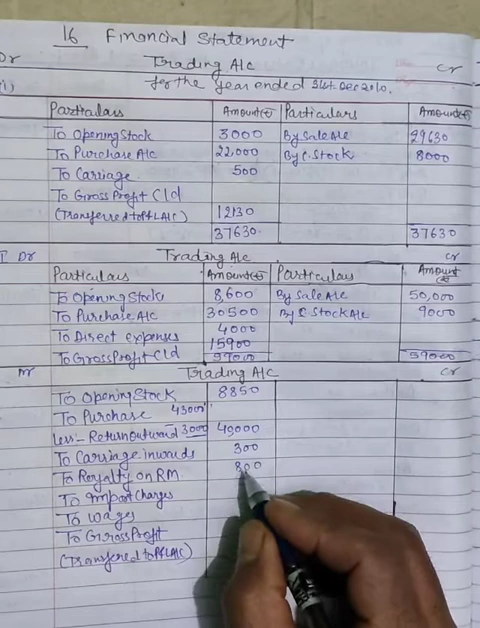 16 Financial Statement
Dr Trading A/c Cr
for the year ended 31st Dec 2010.
(i)
Particulars Amount(₹) Particulars Amount(₹)
To Opening Stock 3000 By Sale A/c 29630
To Purchase A/c 22,000 By C. Stock 8000
To Carriage 500
To Gross Profit C/d
(Transferred to P&L A/C) 12130
37630 37630
Dr Trading A/c Cr
Particulars Amount(₹) Particulars Amount (₹)
To Opening Stock 8,600 By Sale A/c 50,000
To Purchase A/c 30500 By C Stock A/c 9000
To Direct expenses 4000
To Gross Profit C/d 15900
59000 59000
Trading A/C Cr
To Opening Stock 8850
To Purchase 43000
Less - Return Outward 3000 40000
To Carriage inwards 300
To Royalty on RM. 800
To Import Charges
To Wages
To Gross Profit
(Transferred to P&L A/C)